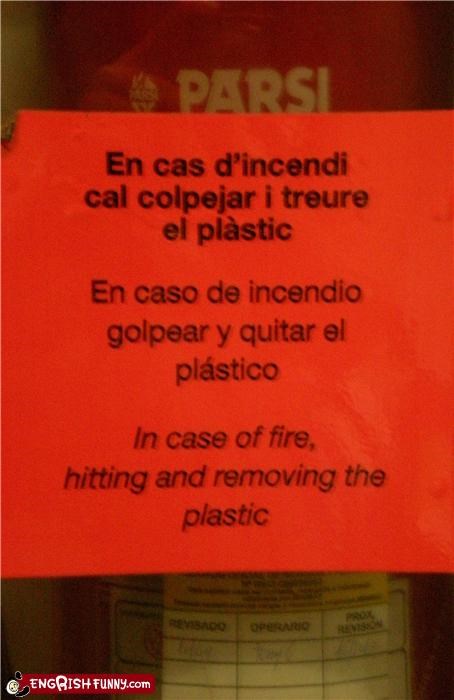 PARSI
En cas d'incendi
cal colpejar i treure
el plàstic
En caso de incendio
golpear y quitar el
plástico
In case of fire,
hitting and removing the
plastic
REVISADO
OPERARIO
PROX.
REVISIÓN
ENGRISHFUNNY.COM